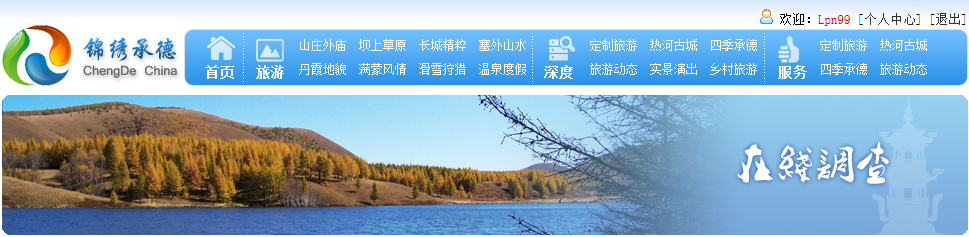 欢迎：Lpn99 [个人中心] [退出]
锦绣承德
ChengDe China
首页
旅游
山庄外庙 坝上草原 长城精粹 塞外山水
丹霞地貌 满蒙风情 滑雪狩猎 温泉度假
深度
定制旅游 热河古城 四季承德
旅游动态 实景演出 乡村旅游
服务
定制旅游 热河古城
四季承德 旅游动态
在线調查